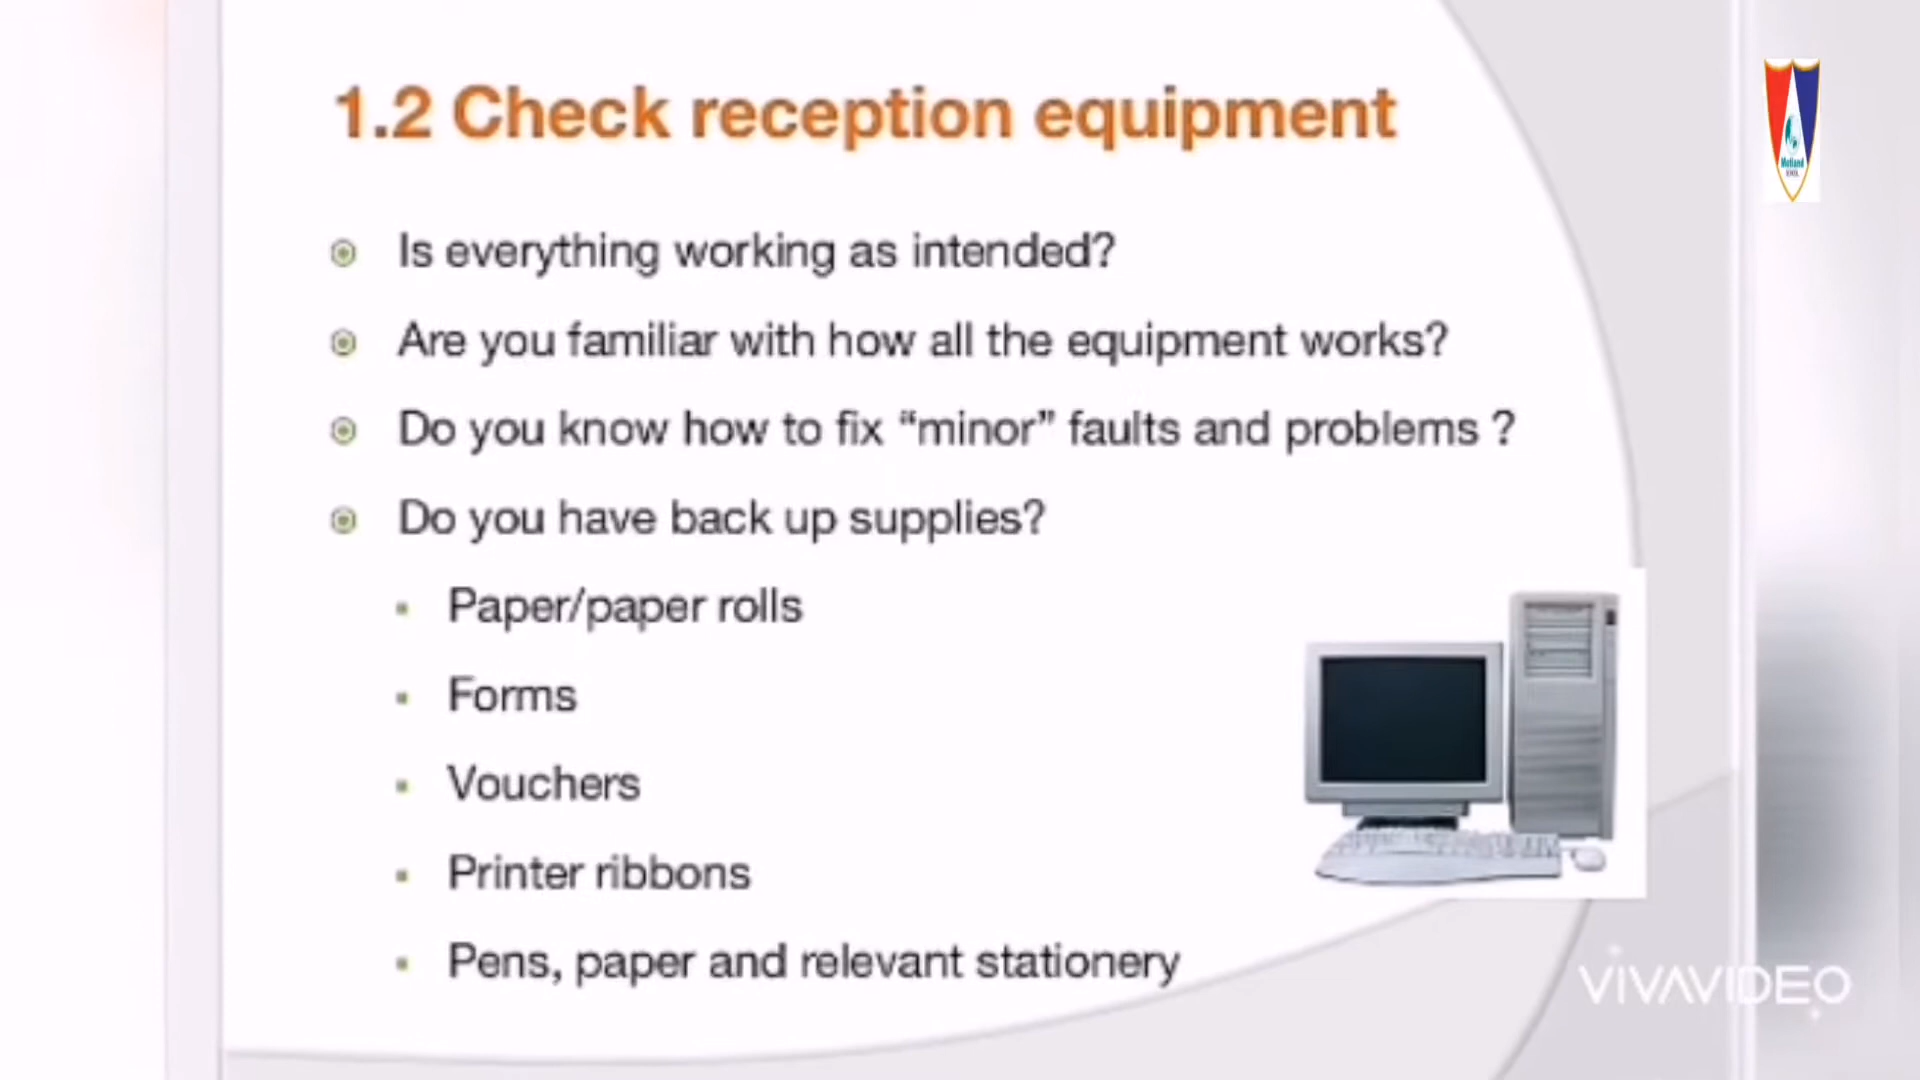 1.2 Check reception equipment
Is everything working as intended?
Are you familiar with how all the equipment works?
Do you know how to fix “minor” faults and problems ?
Do you have back up supplies?
Paper/paper rolls
Forms
Vouchers
Printer ribbons
Pens, paper and relevant stationery
VIVAVIDEO